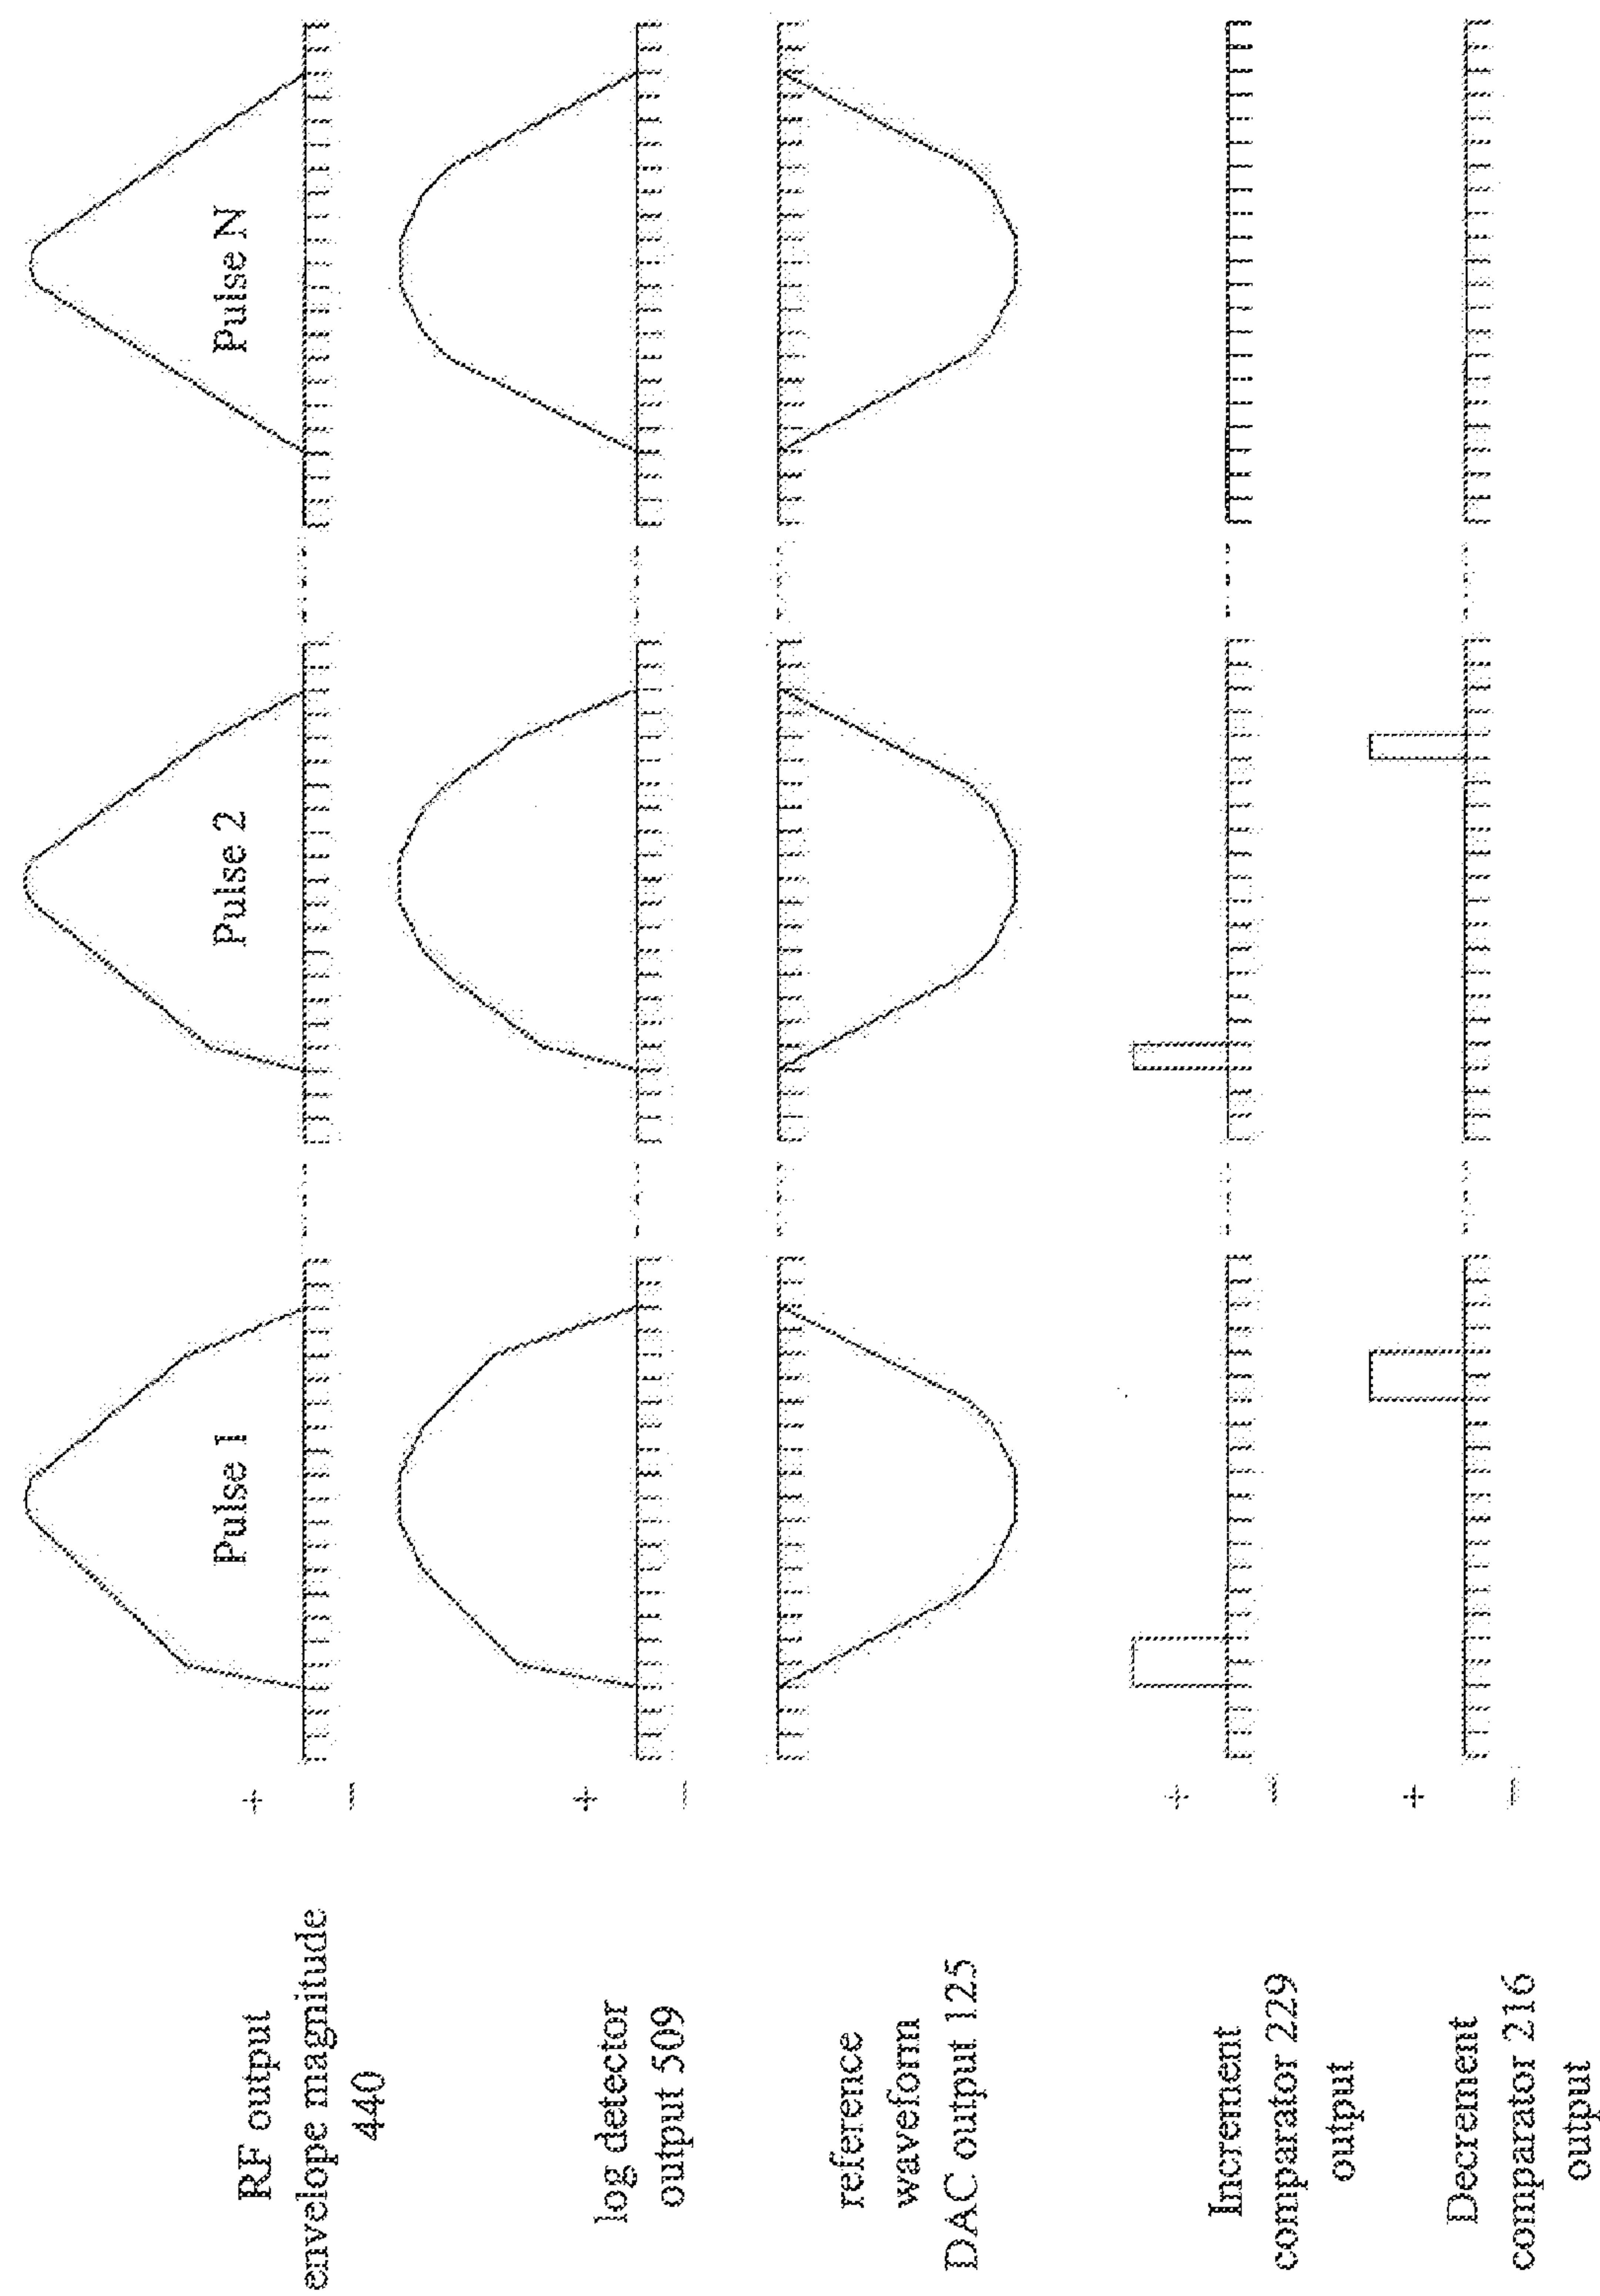 RF output
envelope magnitude
440
+
−
Pulse 1
Pulse 2
Pulse N
log detector
output 509
+
−
reference
waveform
DAC output 125
Increment
comparator 229
output
+
−
Decrement
comparator 216
output
+
−